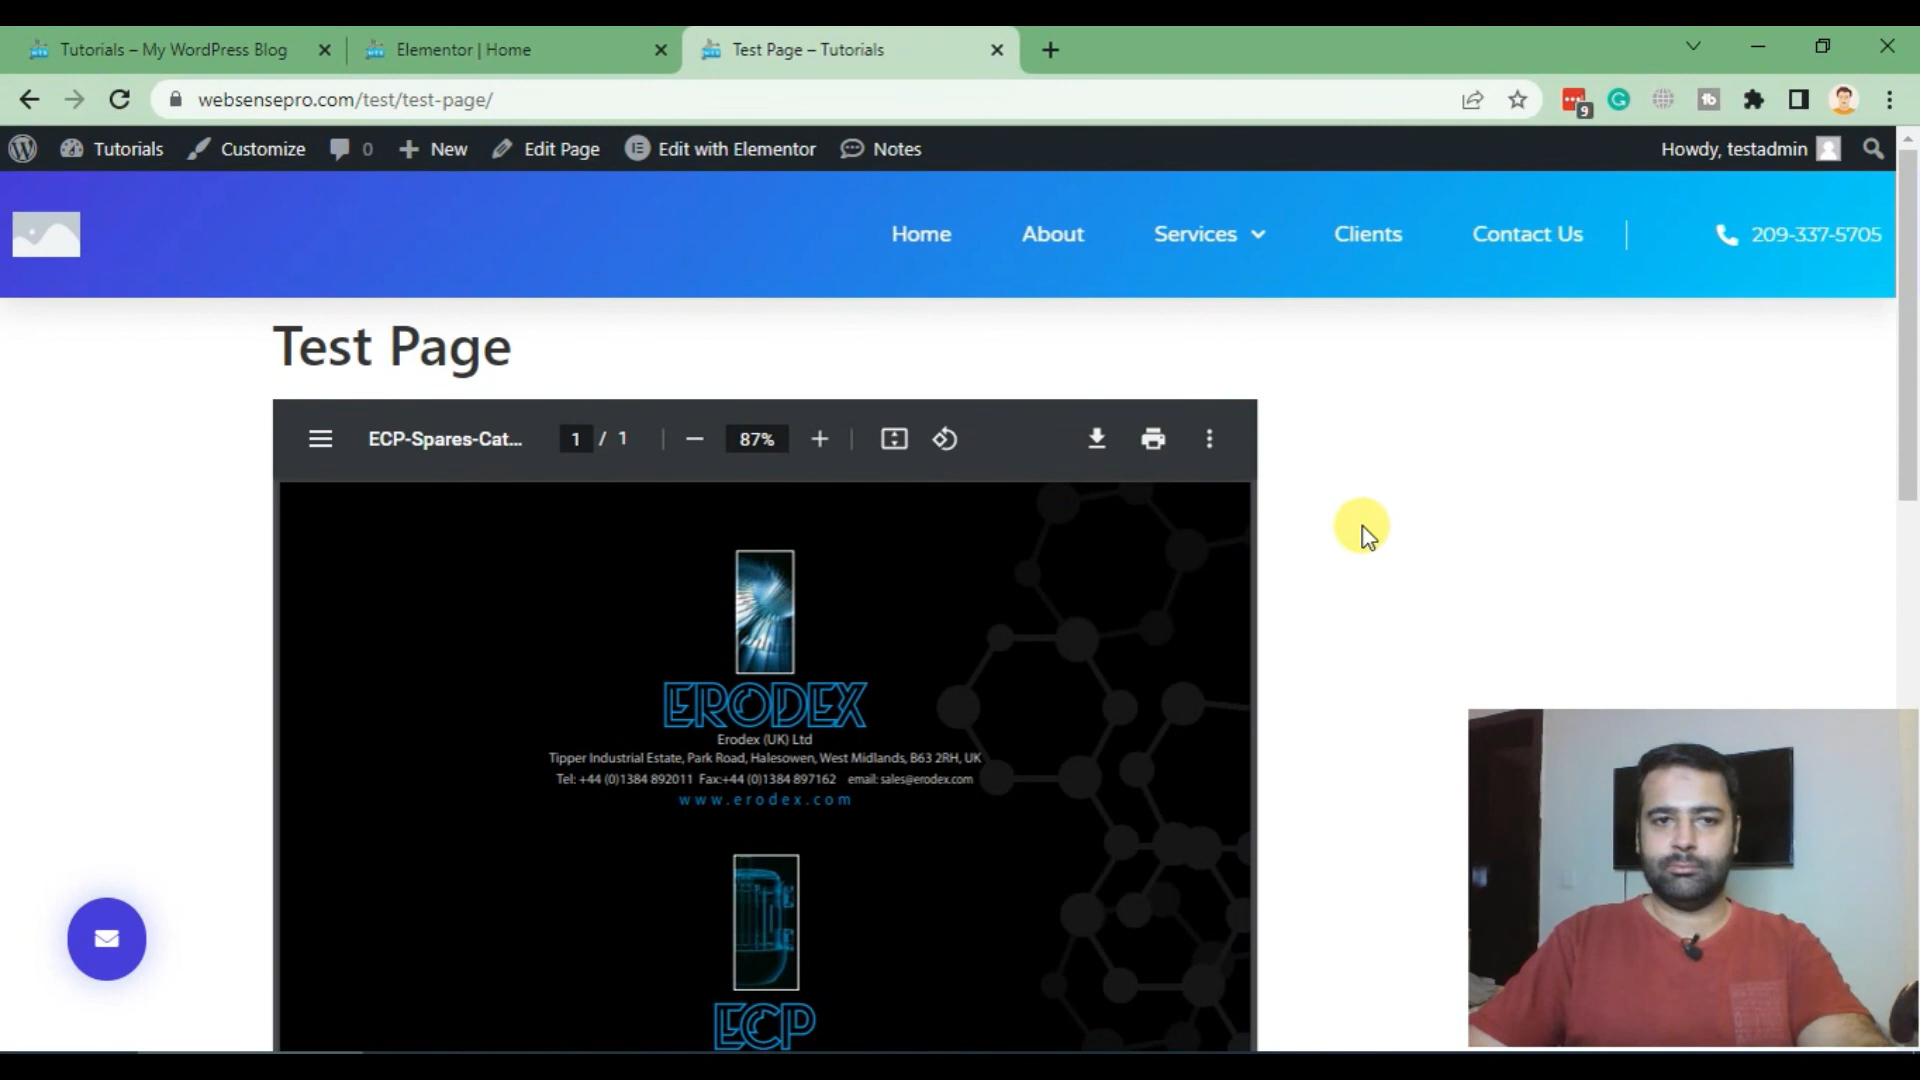 Tutorials – My WordPress Blog
Elementor | Home
Test Page – Tutorials
websensepro.com/test/test-page/
9
Tutorials
Customize
0
New
Edit Page
Edit with Elementor
Notes
Howdy, testadmin
Home
About
Services
Clients
Contact Us
209-337-5705
Test Page
ECP-Spares-Cat...
1 / 1
87%
ERODEX
Erodex (UK) Ltd
Tipper Industrial Estate, Park Road, Halesowen, West Midlands, B63 2RH, UK
Tel: +44 (0)1384 892011 Fax:+44 (0)1384 897162 email: sales@erodex.com
www.erodex.com
ECP